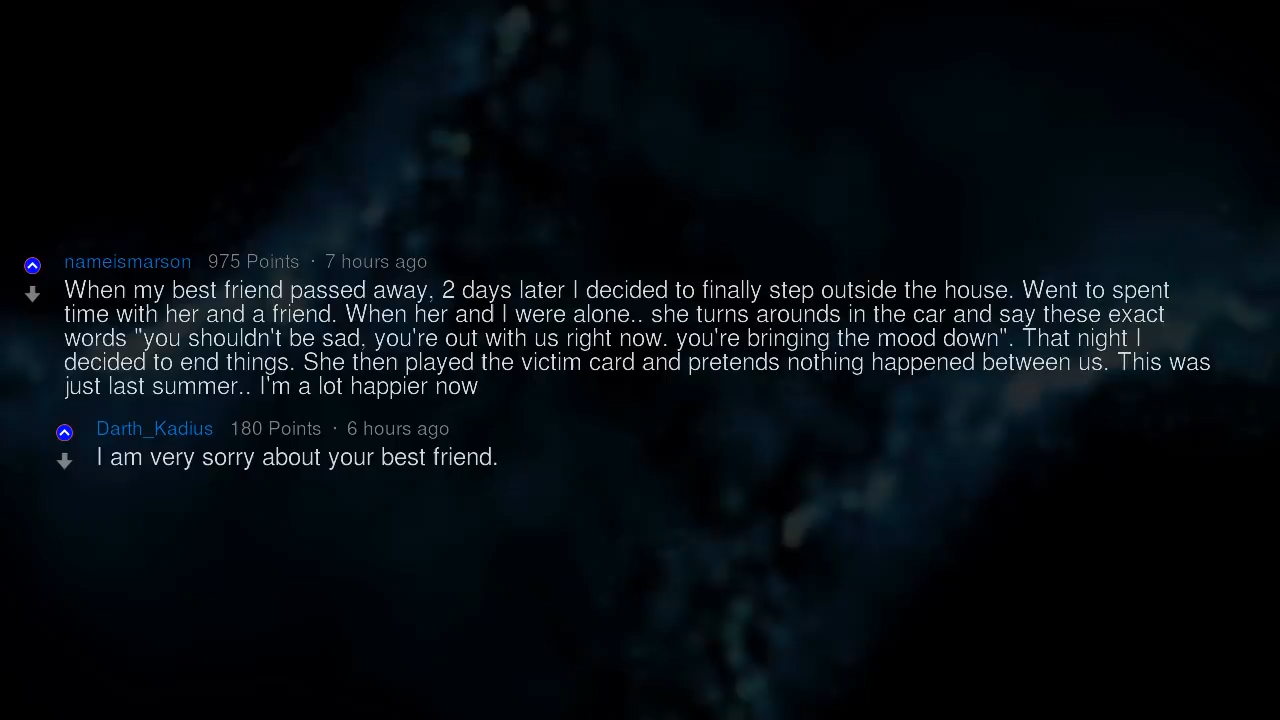 nameismarson 975 Points · 7 hours ago
When my best friend passed away, 2 days later I decided to finally step outside the house. Went to spent
time with her and a friend. When her and I were alone.. she turns arounds in the car and say these exact
words "you shouldn't be sad, you're out with us right now. you're bringing the mood down". That night I
decided to end things. She then played the victim card and pretends nothing happened between us. This was
just last summer.. I'm a lot happier now
Darth_Kadius 180 Points · 6 hours ago
I am very sorry about your best friend.